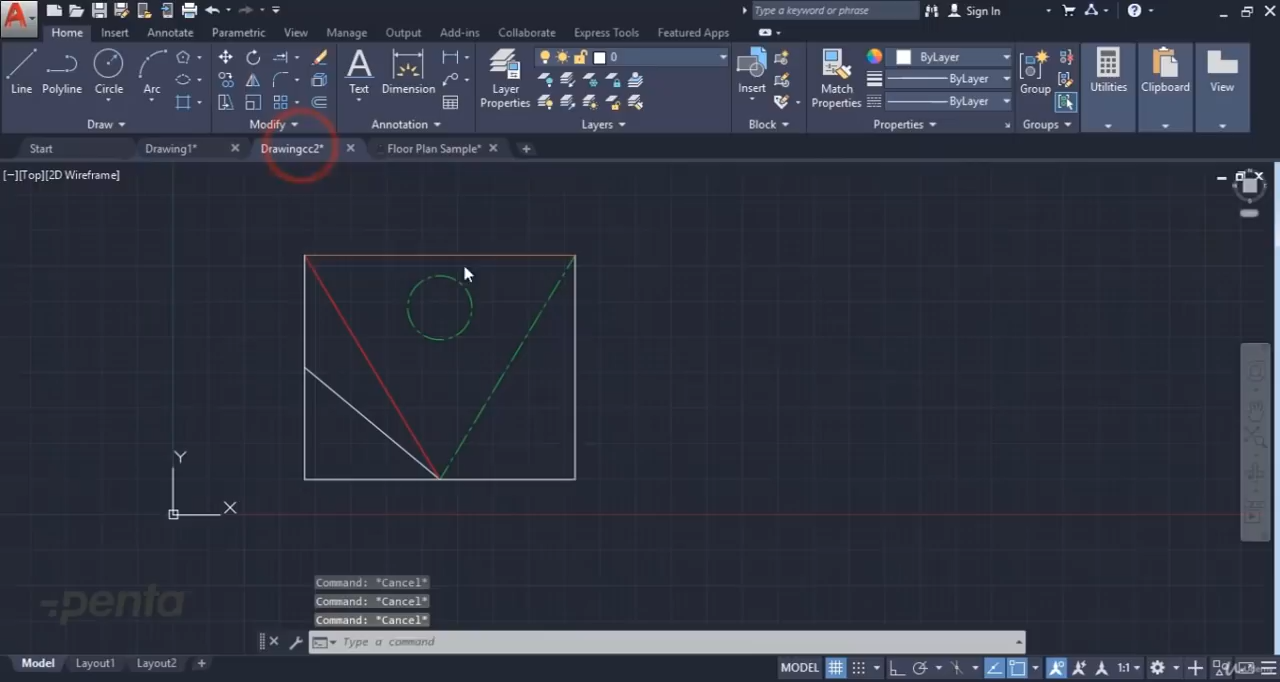 Type a keyword or phrase
Sign In
Home Insert Annotate Parametric View Manage Output Add-ins Collaborate Express Tools Featured Apps
0
ByLayer
Line Polyline Circle Arc
Text Dimension
Layer Properties
Insert
Match Properties
ByLayer
ByLayer
Group
Utilities Clipboard View
Draw Modify Annotation Layers Block Properties Groups
Start Drawing1* Drawingcc2* Floor Plan Sample*
[−][Top][2D Wireframe]
N
Y
X
Command: *Cancel*
Command: *Cancel*
Command: *Cancel*
penta
Type a command
Model Layout1 Layout2
MODEL
1:1